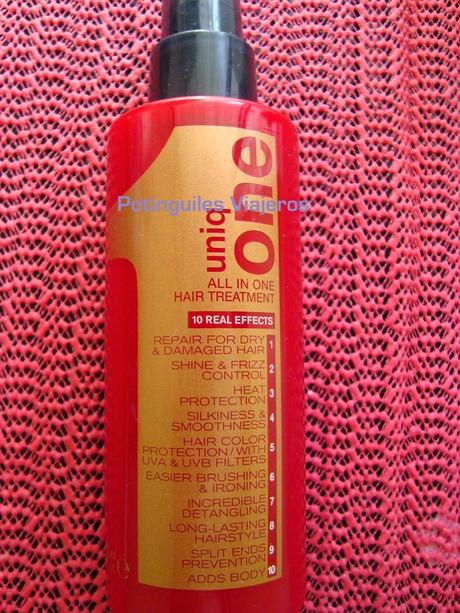 Potinguiles Viajeros
uniq
one
ALL IN ONE
HAIR TREATMENT
10 REAL EFFECTS
REPAIR FOR DRY
& DAMAGED HAIR 1
SHINE & FRIZZ
CONTROL 2
HEAT
PROTECTION 3
SILKINESS &
SMOOTHNESS 4
HAIR COLOR
PROTECTION/WITH
UVA & UVB FILTERS 5
EASIER BRUSHING
& IRONING 6
INCREDIBLE
DETANGLING 7
LONG-LASTING
HAIRSTYLE 8
SPLIT ENDS
PREVENTION 9
ADDS BODY 10